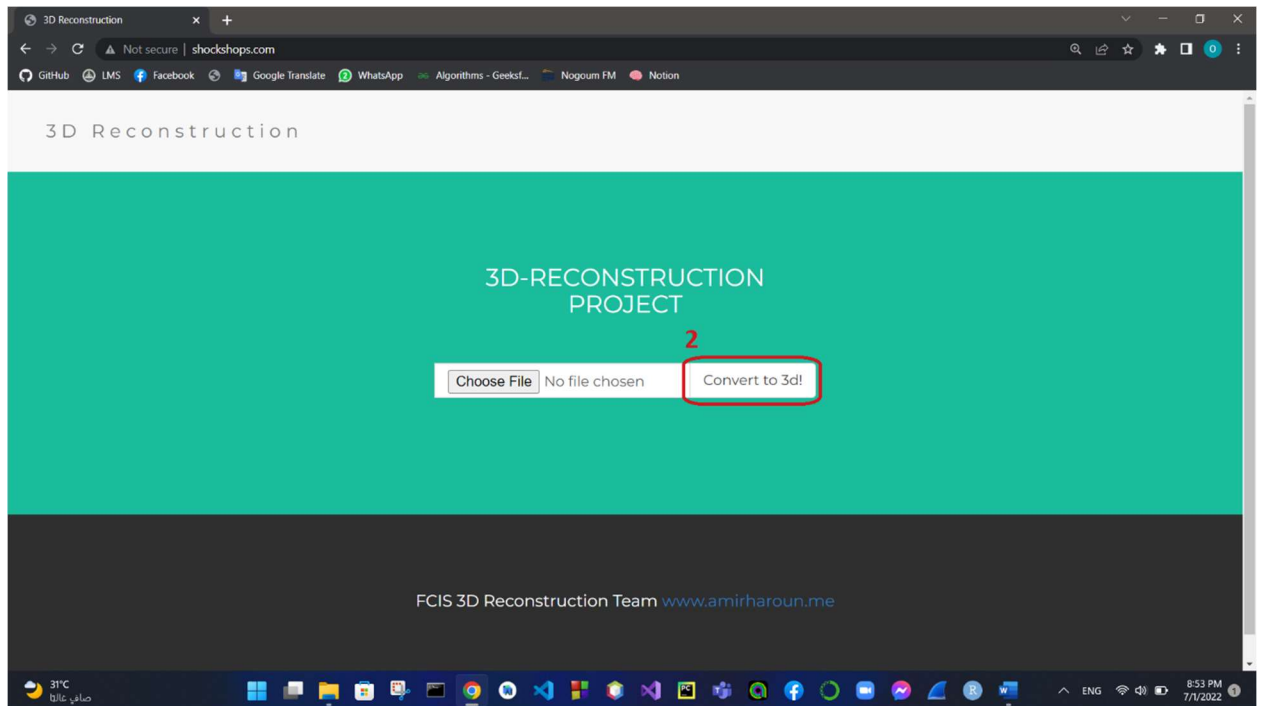 3D Reconstruction
Not secure | shockshops.com
GitHub LMS Facebook Google Translate WhatsApp Algorithms - Geeksf... Nogoum FM Notion
3D Reconstruction
3D-RECONSTRUCTION
PROJECT
2
Choose File No file chosen Convert to 3d!
FCIS 3D Reconstruction Team www.amirharoun.me
31°C
صافي غالبًا
ENG
8:53 PM
7/1/2022